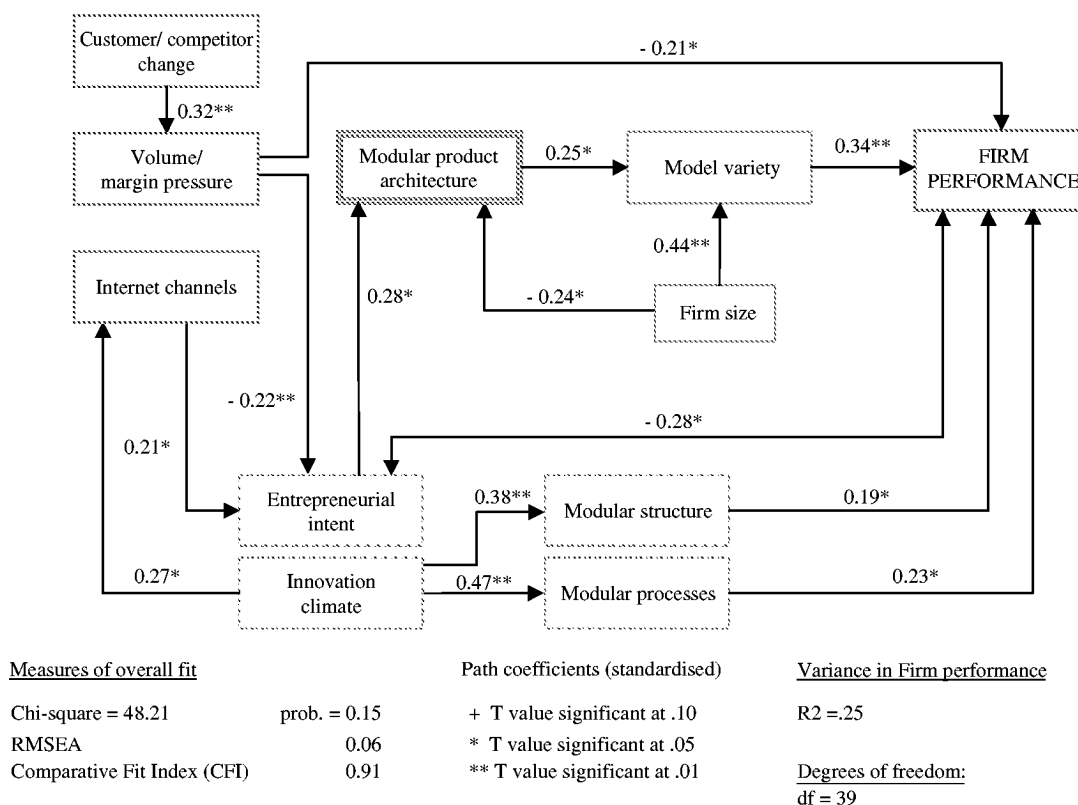 Customer/ competitor
change
- 0.21*
0.32**
Volume/
margin pressure
Modular product
architecture
0.25*
Model variety
0.34**
FIRM
PERFORMANCE
0.44**
Internet channels
0.28*
- 0.24*
Firm size
- 0.22**
- 0.28*
0.21*
Entrepreneurial
intent
0.38**
Modular structure
0.19*
0.27*
Innovation
climate
0.47**
Modular processes
0.23*
Measures of overall fit
Path coefficients (standardised)
Variance in Firm performance
Chi-square = 48.21 prob. = 0.15
+ T value significant at .10
R2 =.25
RMSEA 0.06
* T value significant at .05
Comparative Fit Index (CFI) 0.91
** T value significant at .01
Degrees of freedom:
df = 39